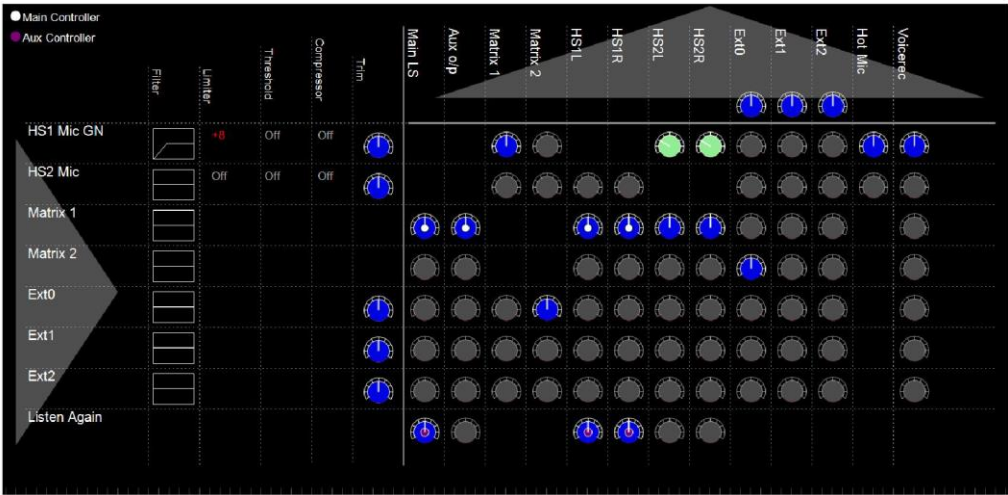 Main Controller
Aux Controller
Filter
Limiter
Threshold
Compressor
Trim
Main LS
Aux o/p
Matrix 1
Matrix 2
HS1L
HS1R
HS2L
HS2R
Ext0
Ext1
Ext2
Hot Mic
Voicerec
HS1 Mic GN +8 Off Off
HS2 Mic Off Off Off
Matrix 1
Matrix 2
Ext0
Ext1
Ext2
Listen Again